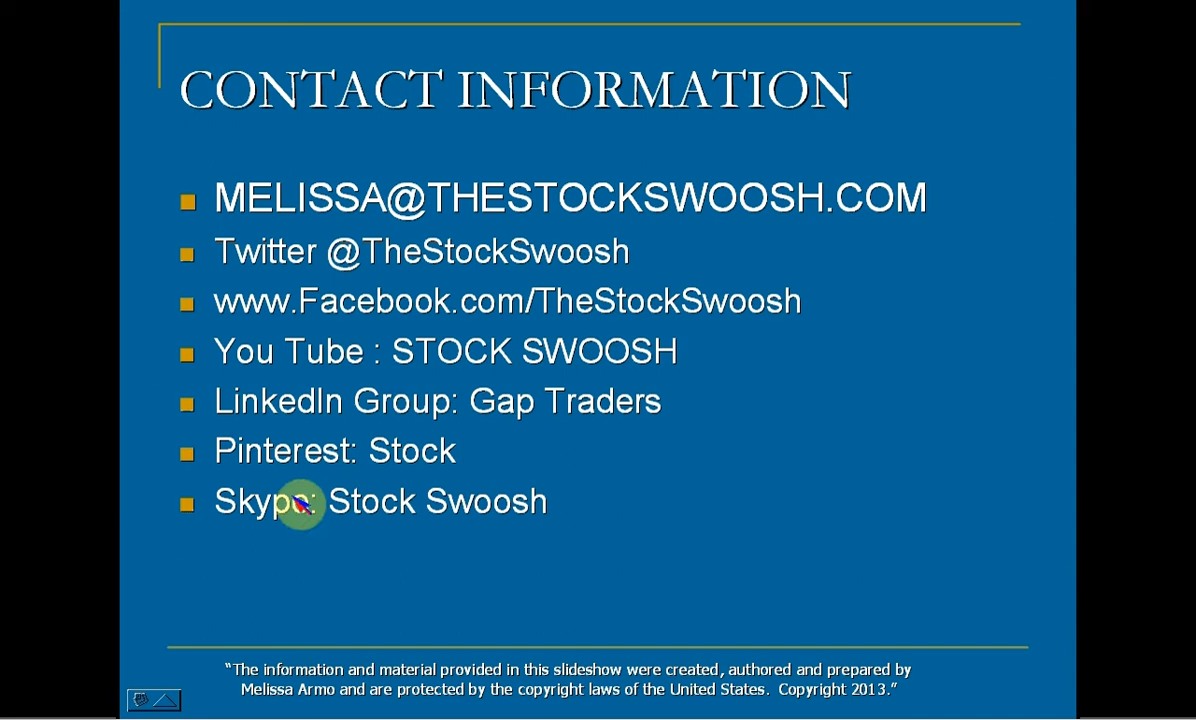 CONTACT INFORMATION
MELISSA@THESTOCKSWOOSH.COM
Twitter @TheStockSwoosh
www.Facebook.com/TheStockSwoosh
You Tube : STOCK SWOOSH
LinkedIn Group: Gap Traders
Pinterest: Stock
Skype: Stock Swoosh
“The information and material provided in this slideshow were created, authored and prepared by
Melissa Armo and are protected by the copyright laws of the United States. Copyright 2013.”